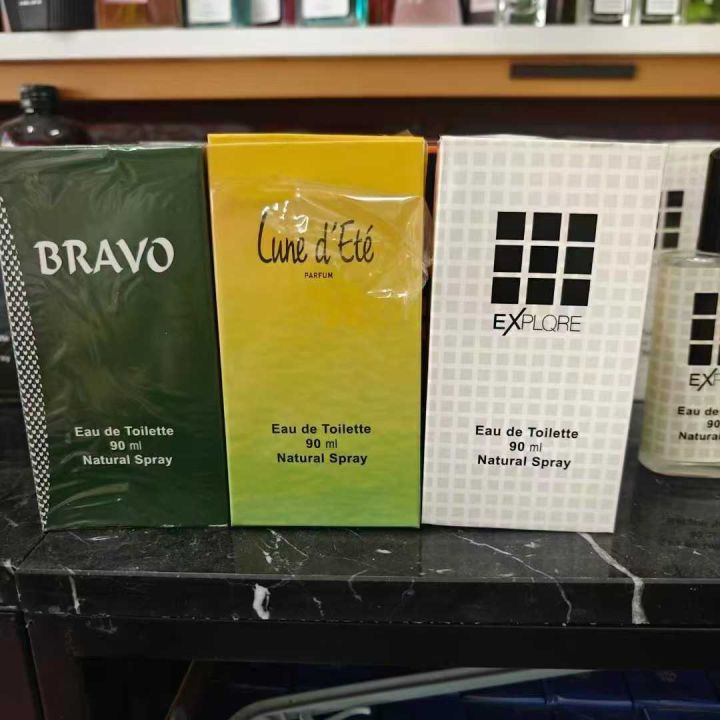 BRAVO
Eau de Toilette
90 ml
Natural Spray
Lune d'Eté
PARFUM
Eau de Toilette
90 ml
Natural Spray
EXPLQRE
Eau de Toilette
90 ml
Natural Spray